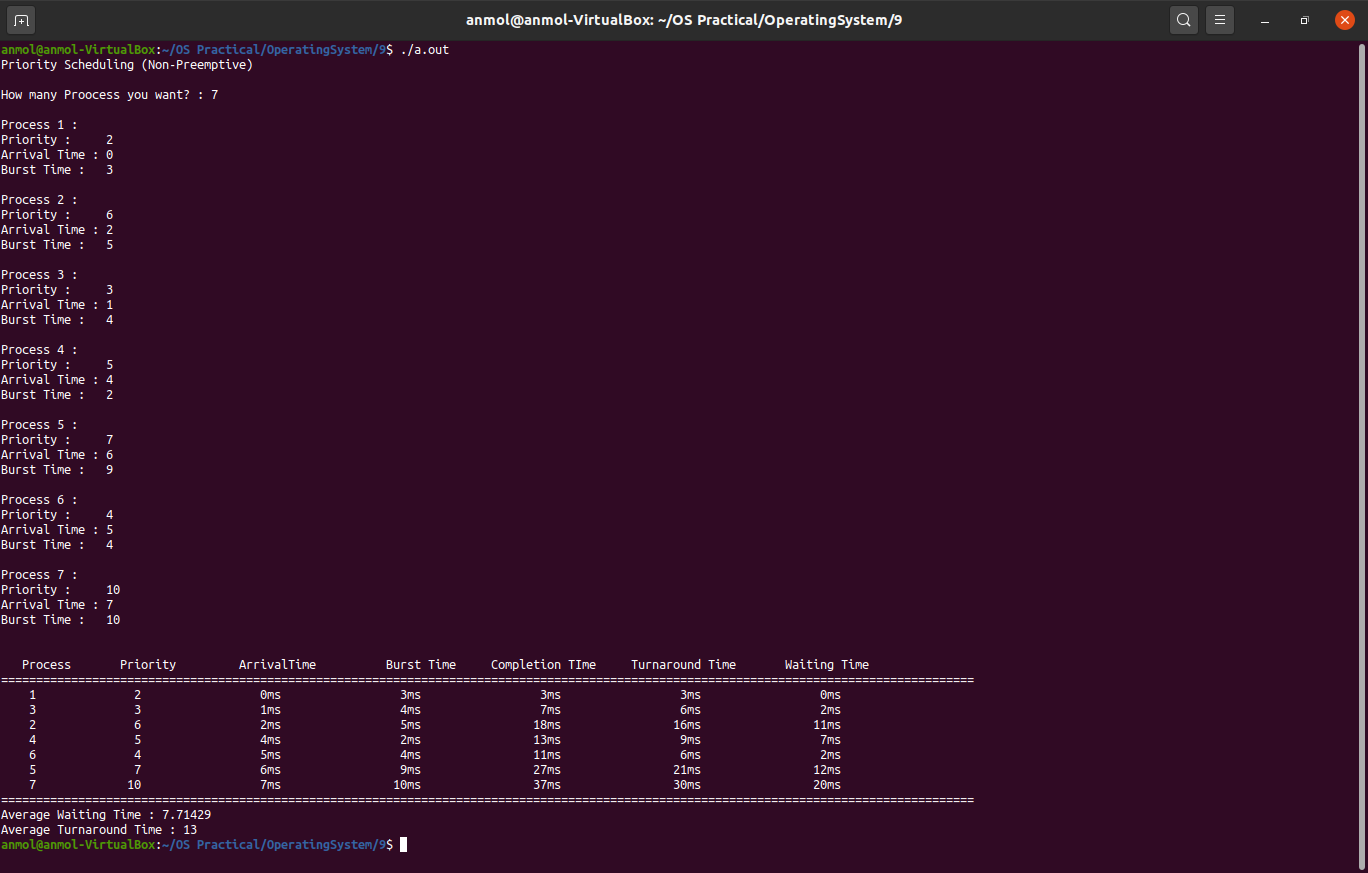 anmol@anmol-VirtualBox: ~/OS Practical/OperatingSystem/9
anmol@anmol-VirtualBox:~/OS Practical/OperatingSystem/9$ ./a.out
Priority Scheduling (Non-Preemptive)
How many Proocess you want? : 7
Process 1 :
Priority : 2
Arrival Time : 0
Burst Time : 3
Process 2 :
Priority : 6
Arrival Time : 2
Burst Time : 5
Process 3 :
Priority : 3
Arrival Time : 1
Burst Time : 4
Process 4 :
Priority : 5
Arrival Time : 4
Burst Time : 2
Process 5 :
Priority : 7
Arrival Time : 6
Burst Time : 9
Process 6 :
Priority : 4
Arrival Time : 5
Burst Time : 4
Process 7 :
Priority : 10
Arrival Time : 7
Burst Time : 10
Process Priority ArrivalTime Burst Time Completion TIme Turnaround Time Waiting Time
===========================================================================================================================================
1 2 0ms 3ms 3ms 3ms 0ms
3 3 1ms 4ms 7ms 6ms 2ms
2 6 2ms 5ms 18ms 16ms 11ms
4 5 4ms 2ms 13ms 9ms 7ms
6 4 5ms 4ms 11ms 6ms 2ms
5 7 6ms 9ms 27ms 21ms 12ms
7 10 7ms 10ms 37ms 30ms 20ms
===========================================================================================================================================
Average Waiting Time : 7.71429
Average Turnaround Time : 13
anmol@anmol-VirtualBox:~/OS Practical/OperatingSystem/9$